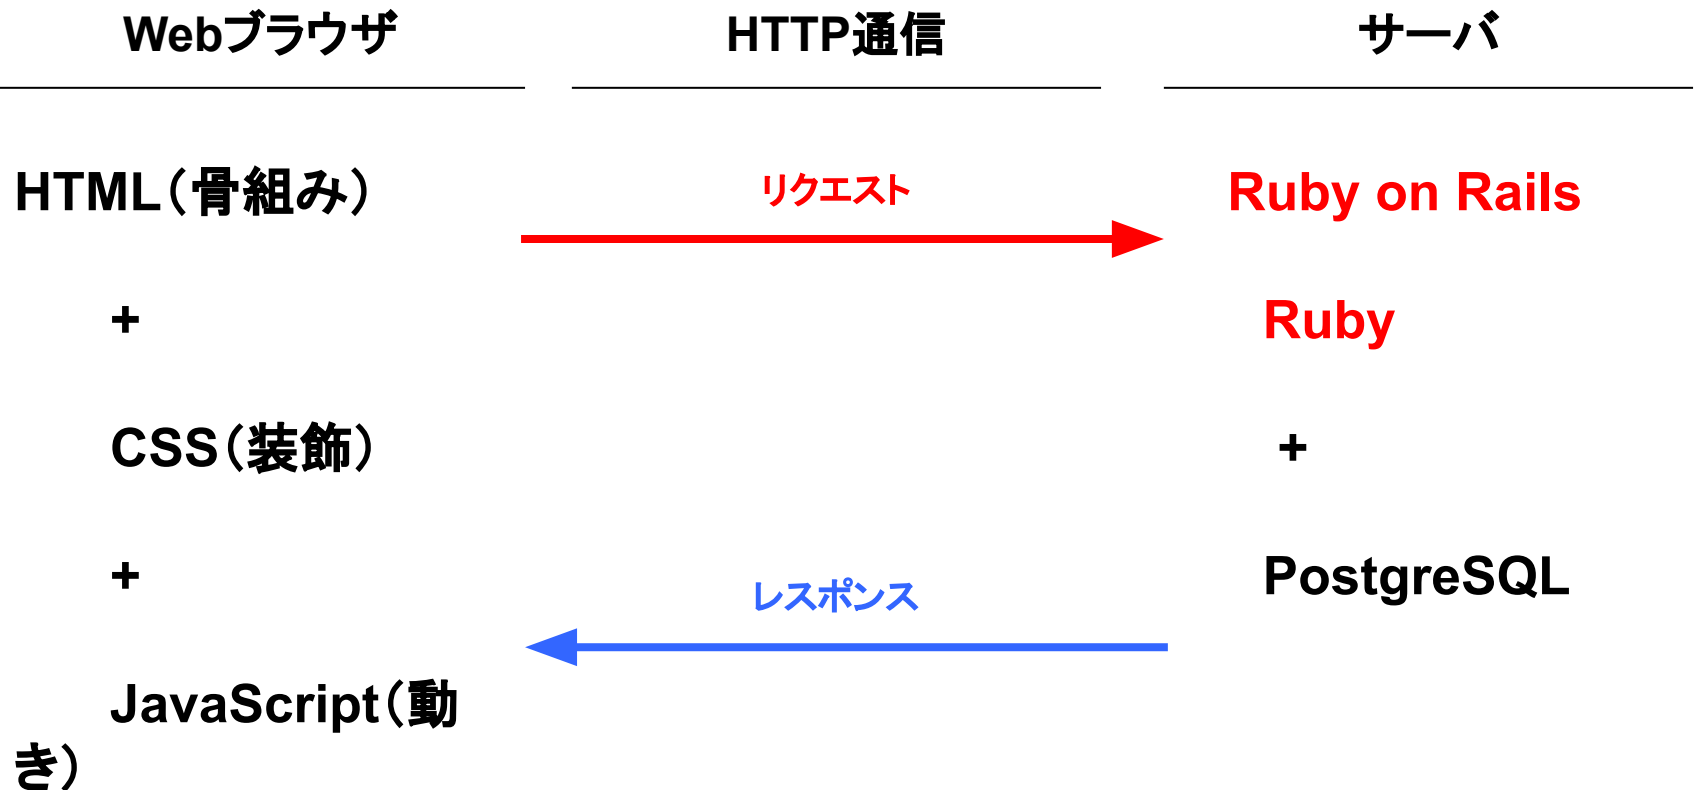 Webブラウザ
HTTP通信
サーバ
HTML（骨組み）
+
CSS（装飾）
+
JavaScript（動
き）
リクエスト
レスポンス
Ruby on Rails
Ruby
+
PostgreSQL